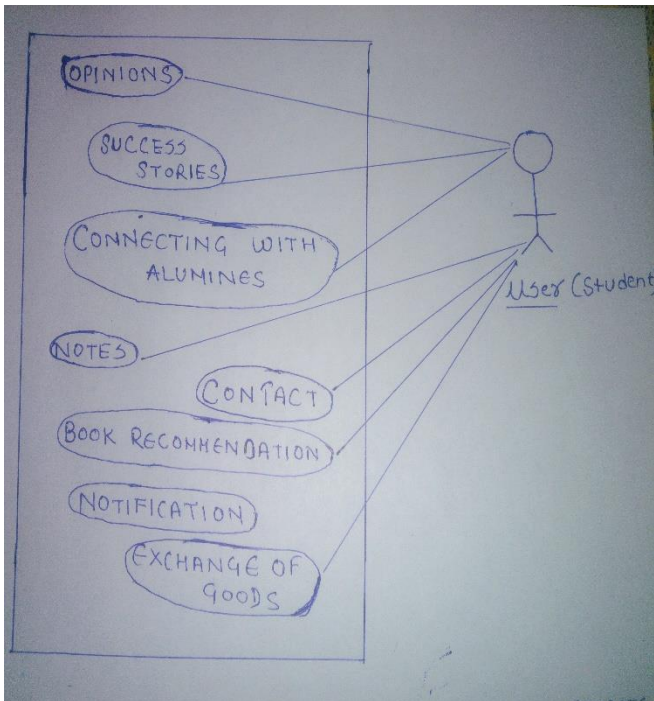 OPINIONS
SUCCESS
STORIES
CONNECTING WITH
ALUMINES
User (Student
NOTES
CONTACT
BOOK RECOMMENDATION
NOTIFICATION
EXCHANGE OF
GOODS